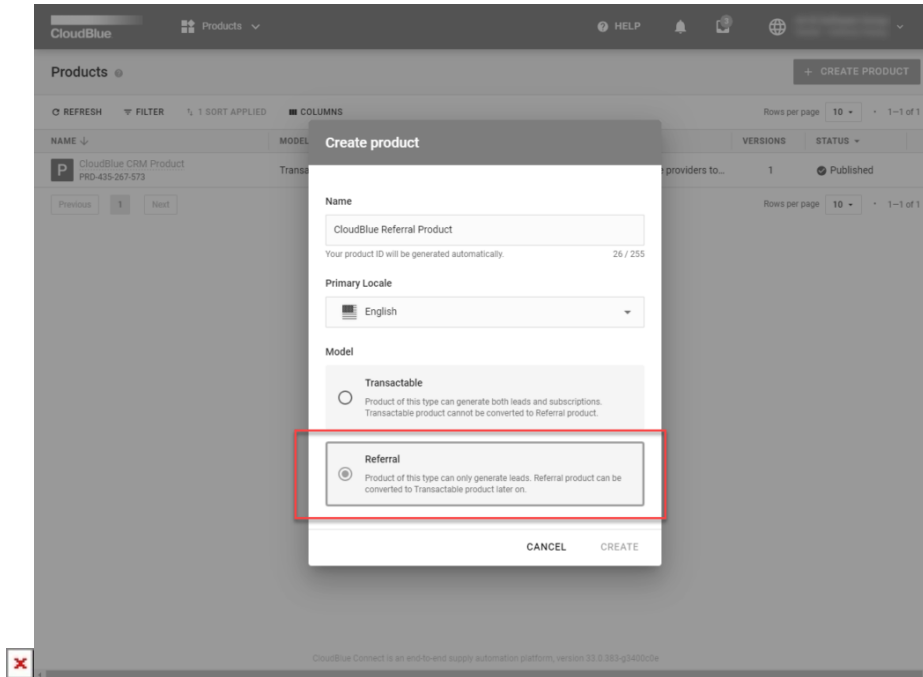 CloudBlue
Products
HELP
3
Products
+ CREATE PRODUCT
REFRESH
FILTER
1 SORT APPLIED
COLUMNS
Rows per page 10 • 1–1 of 1
NAME
MODEL
VERSIONS
STATUS
P
CloudBlue CRM Product
PRD-435-267-573
Transa
e providers to...
1
Published
Previous 1 Next
Rows per page 10 • 1–1 of 1
Create product
Name
CloudBlue Referral Product
Your product ID will be generated automatically. 26 / 255
Primary Locale
English
Model
Transactable
Product of this type can generate both leads and subscriptions.
Transactable product cannot be converted to Referral product.
Referral
Product of this type can only generate leads. Referral product can be
converted to Transactable product later on.
CANCEL CREATE
CloudBlue Connect is an end-to-end supply automation platform, version